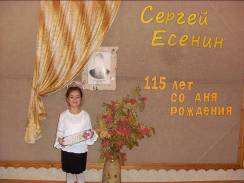 Сергей
Есенин
115 лет
со дня
рождения